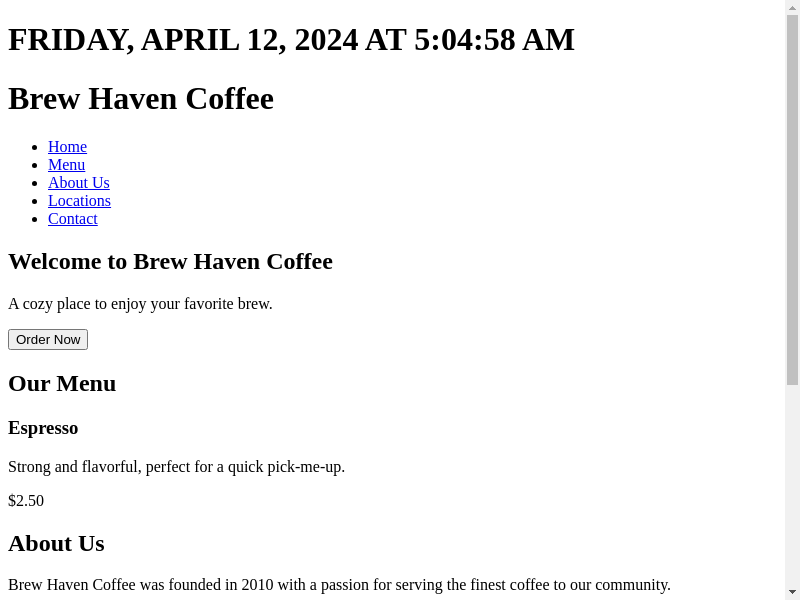 FRIDAY, APRIL 12, 2024 AT 5:04:58 AM
Brew Haven Coffee
Home
Menu
About Us
Locations
Contact
Welcome to Brew Haven Coffee
A cozy place to enjoy your favorite brew.
Order Now
Our Menu
Espresso
Strong and flavorful, perfect for a quick pick-me-up.
$2.50
About Us
Brew Haven Coffee was founded in 2010 with a passion for serving the finest coffee to our community.